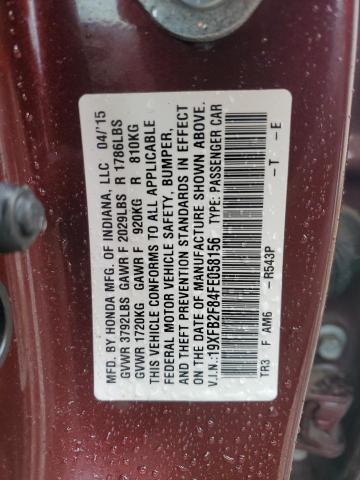 MFD. BY HONDA MFG. OF INDIANA, LLC 04/'15
GVWR 3792LBS GAWR F 2029LBS R 1786LBS
GVWR 1720KG GAWR F 920KG R 810KG
THIS VEHICLE CONFORMS TO ALL APPLICABLE
FEDERAL MOTOR VEHICLE SAFETY, BUMPER,
AND THEFT PREVENTION STANDARDS IN EFFECT
ON THE DATE OF MANUFACTURE SHOWN ABOVE.
V.I.N.:19XFB2F84FE058156 TYPE: PASSENGER CAR
TR3 F AM6 -R543P -T -E